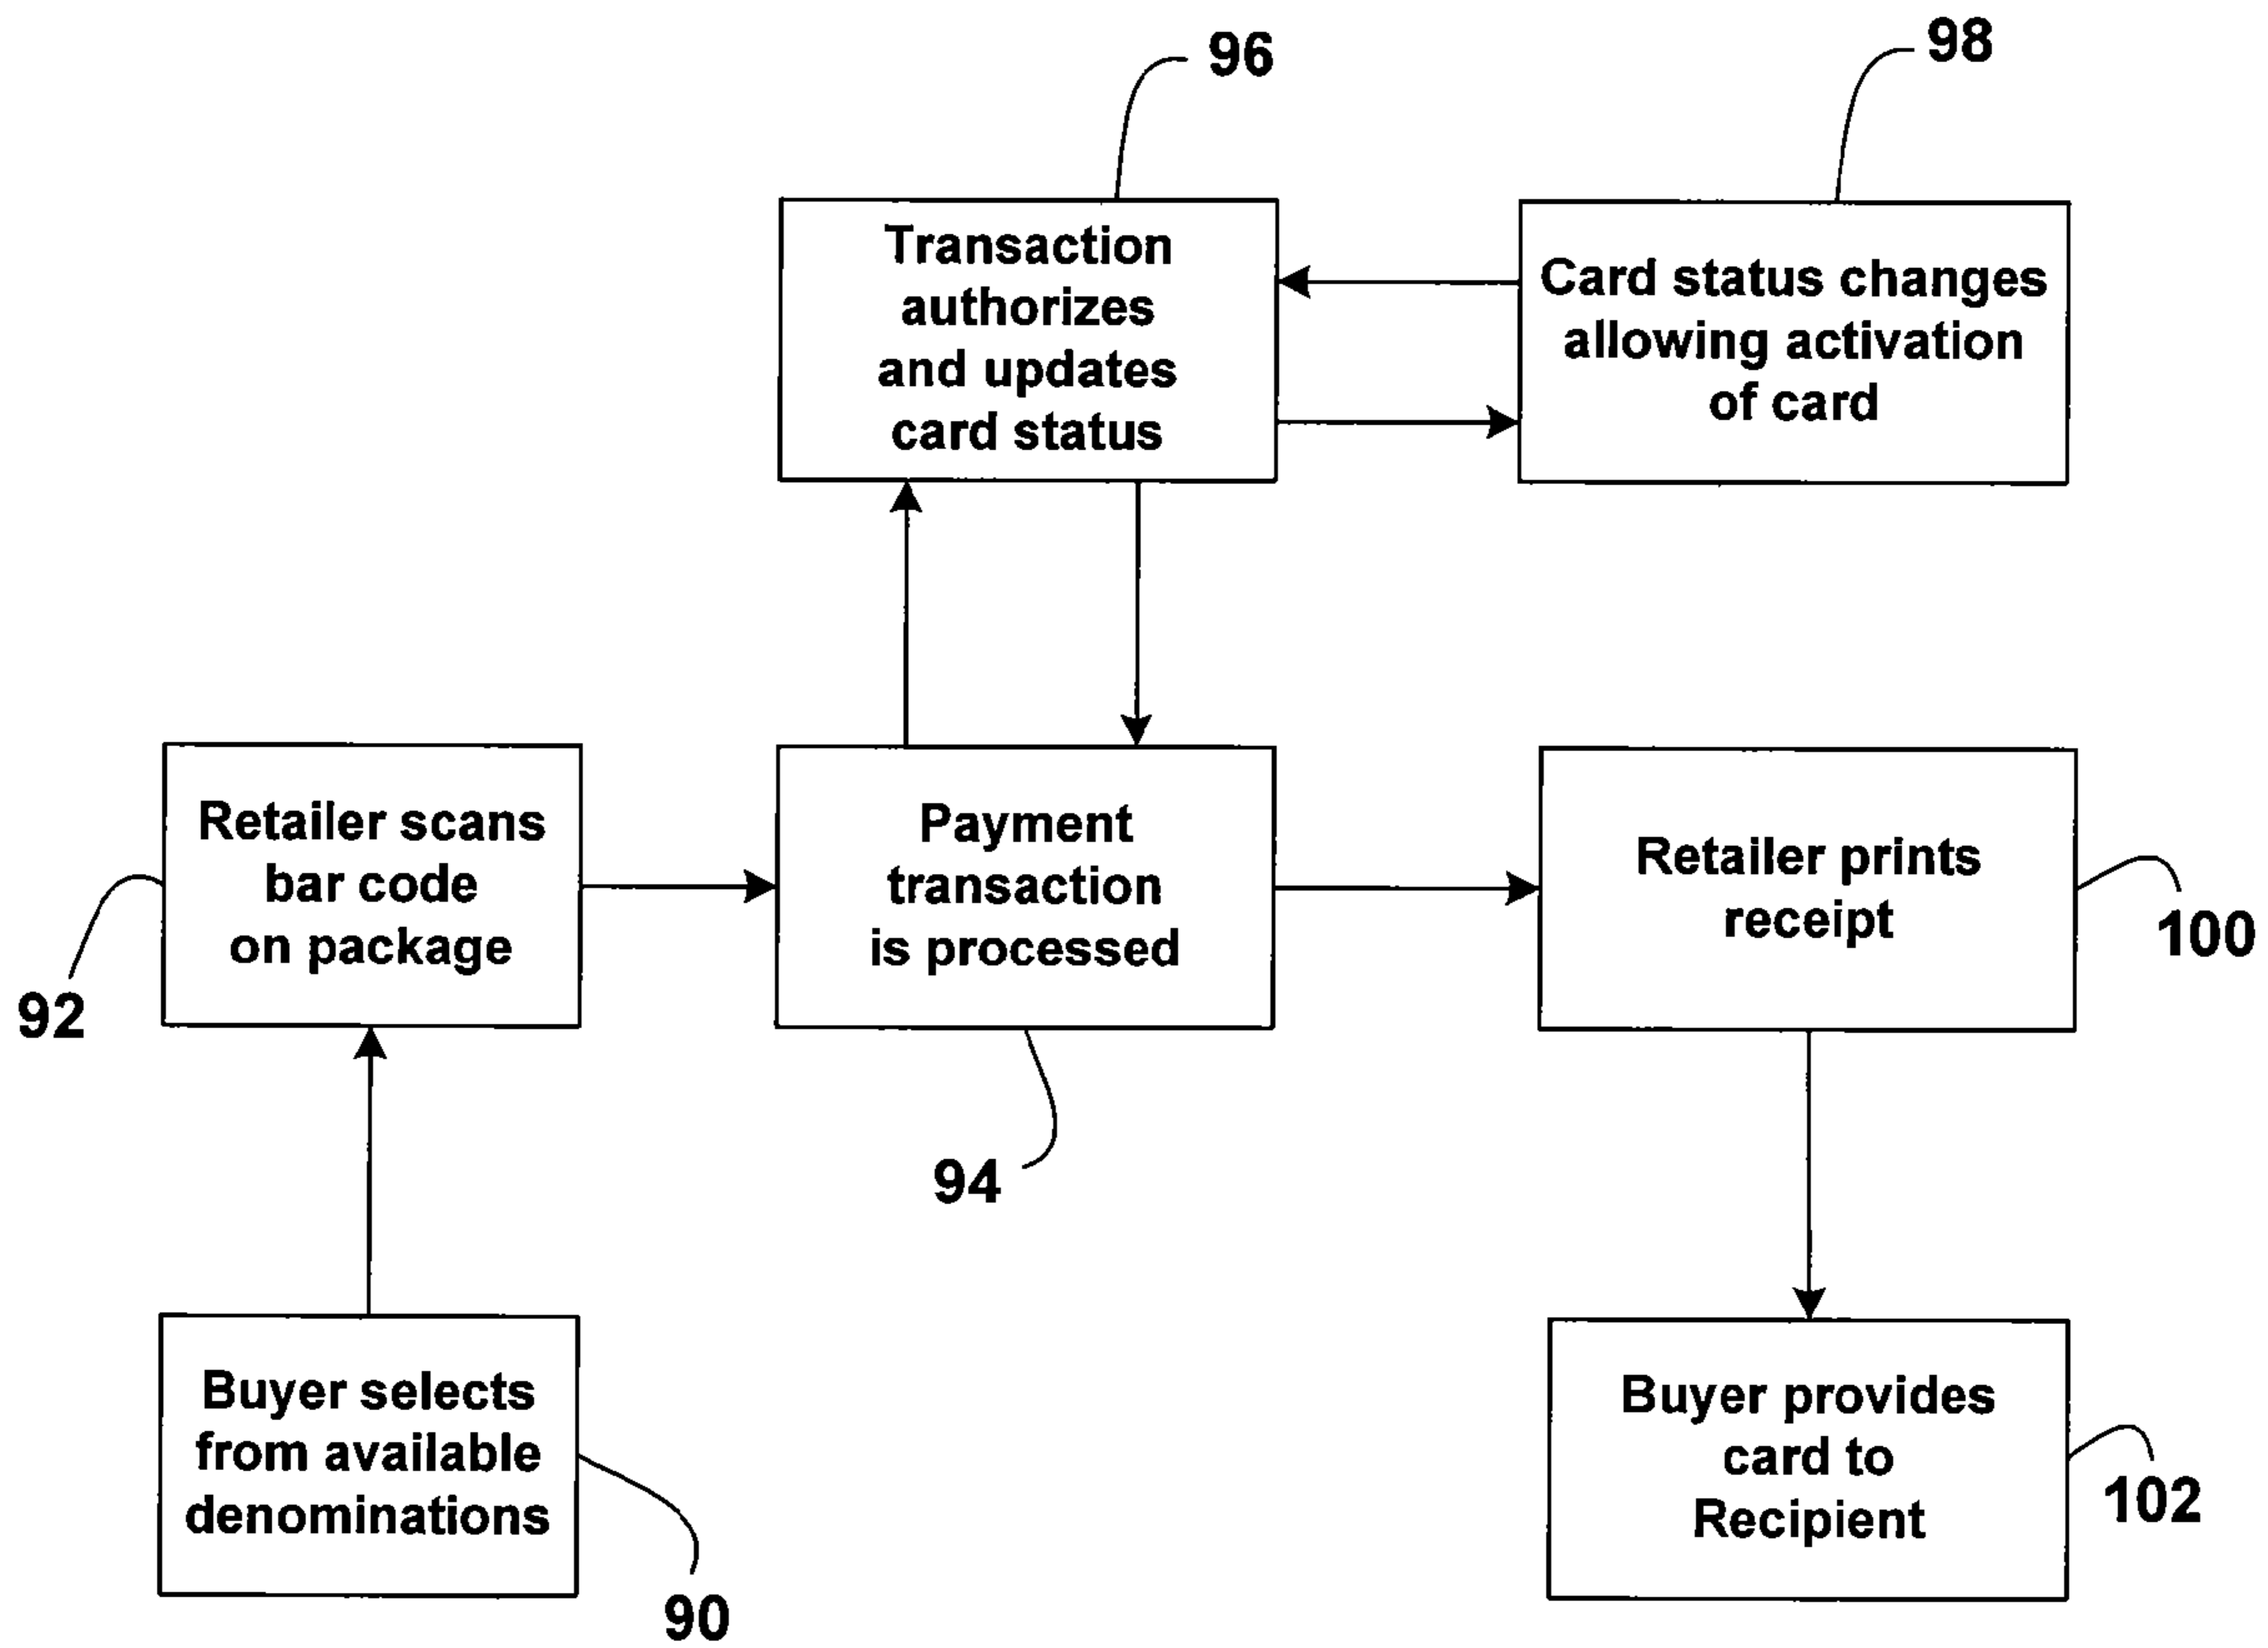 96
98
Transaction
authorizes
and updates
card status
Card status changes
allowing activation
of card
Retailer scans
bar code
on package
Payment
transaction
is processed
Retailer prints
receipt
92
100
94
Buyer selects
from available
denominations
Buyer provides
card to
Recipient
90
102